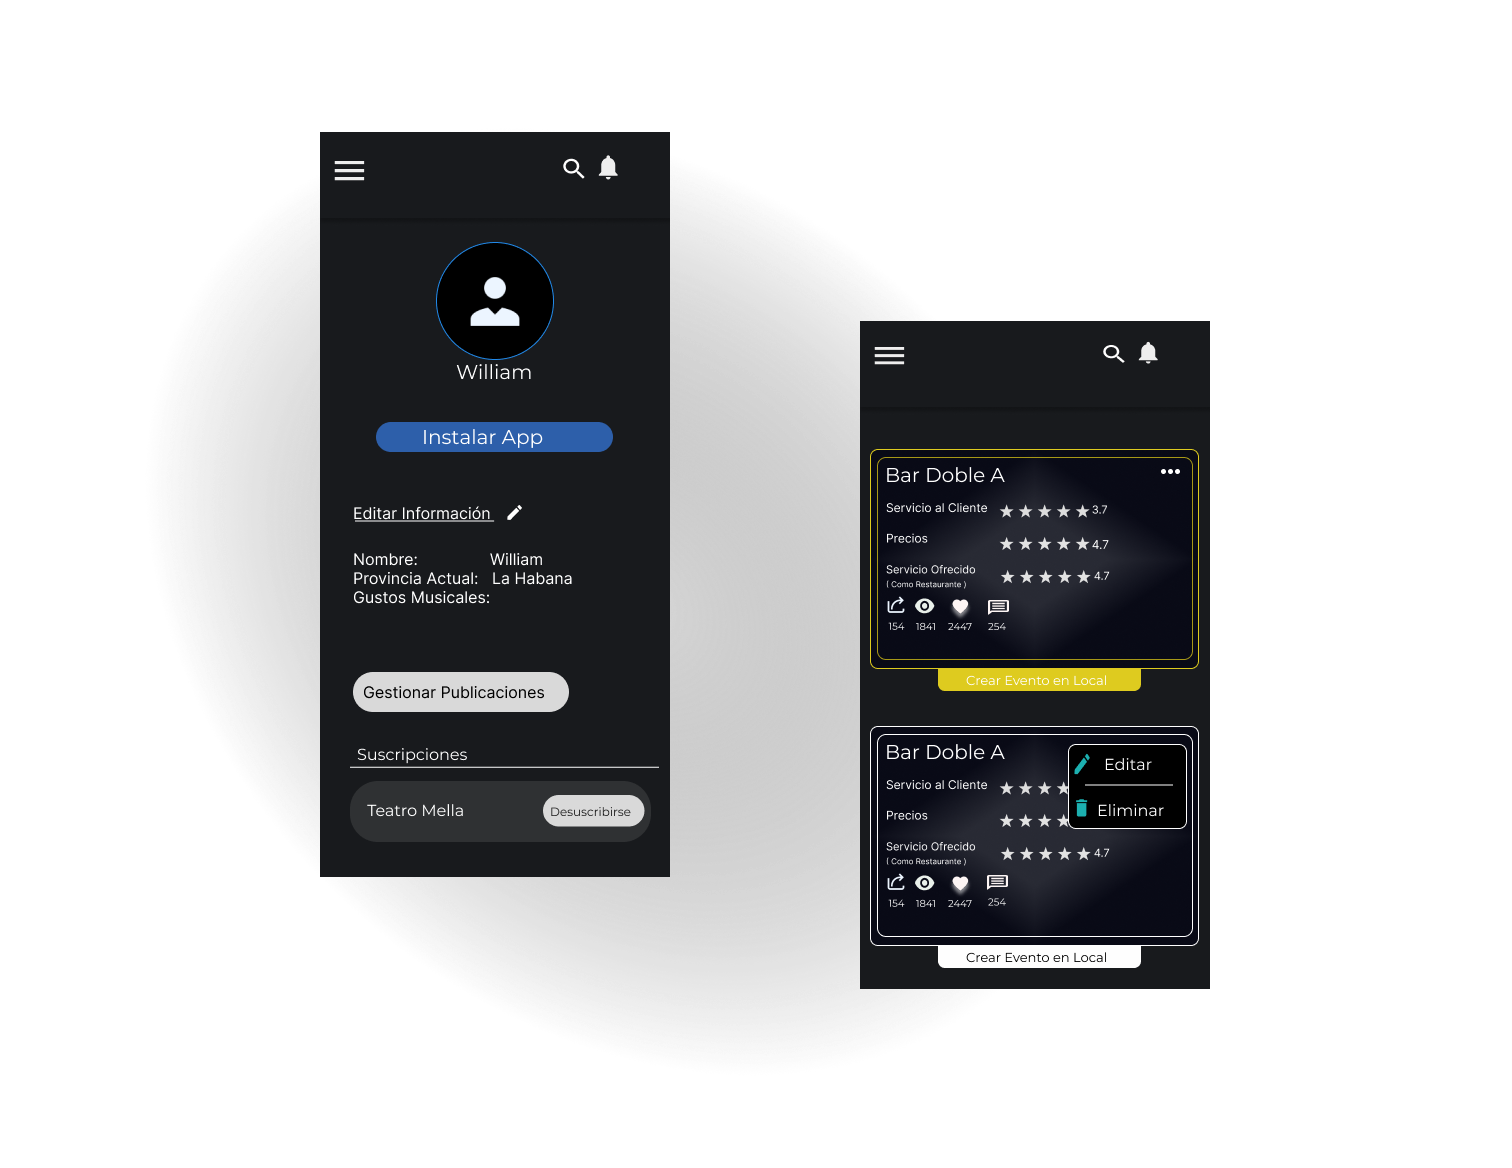 William
Instalar App
Editar Información
Nombre: William
Provincia Actual: La Habana
Gustos Musicales:
Gestionar Publicaciones
Suscripciones
Teatro Mella Desuscribirse
Bar Doble A
Servicio al Cliente 3.7
Precios 4.7
Servicio Ofrecido 4.7
( Como Restaurante )
154 1841 2447 254
Crear Evento en Local
Bar Doble A
Editar
Servicio al Cliente
Eliminar
Precios
Servicio Ofrecido 4.7
( Como Restaurante )
154 1841 2447 254
Crear Evento en Local